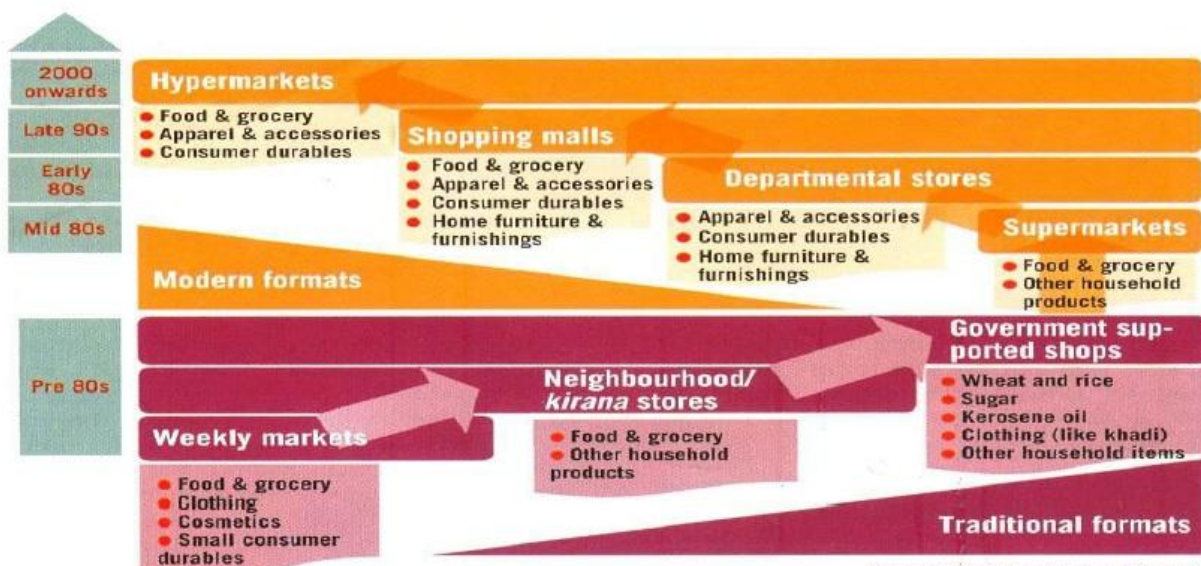 2000
onwards
Hypermarkets
● Food & grocery
● Apparel & accessories
● Consumer durables
Late 90s
Shopping malls
● Food & grocery
● Apparel & accessories
● Consumer durables
● Home furniture &
furnishings
Early
80s
Departmental stores
● Apparel & accessories
● Consumer durables
● Home furniture &
furnishings
Mid 80s
Supermarkets
● Food & grocery
● Other household
products
Modern formats
Pre 80s
Government sup-
ported shops
● Wheat and rice
● Sugar
● Kerosene oil
● Clothing (like khadi)
● Other household items
Neighbourhood/
kirana stores
● Food & grocery
● Other household
products
Weekly markets
● Food & grocery
● Clothing
● Cosmetics
● Small consumer
durables
Traditional formats